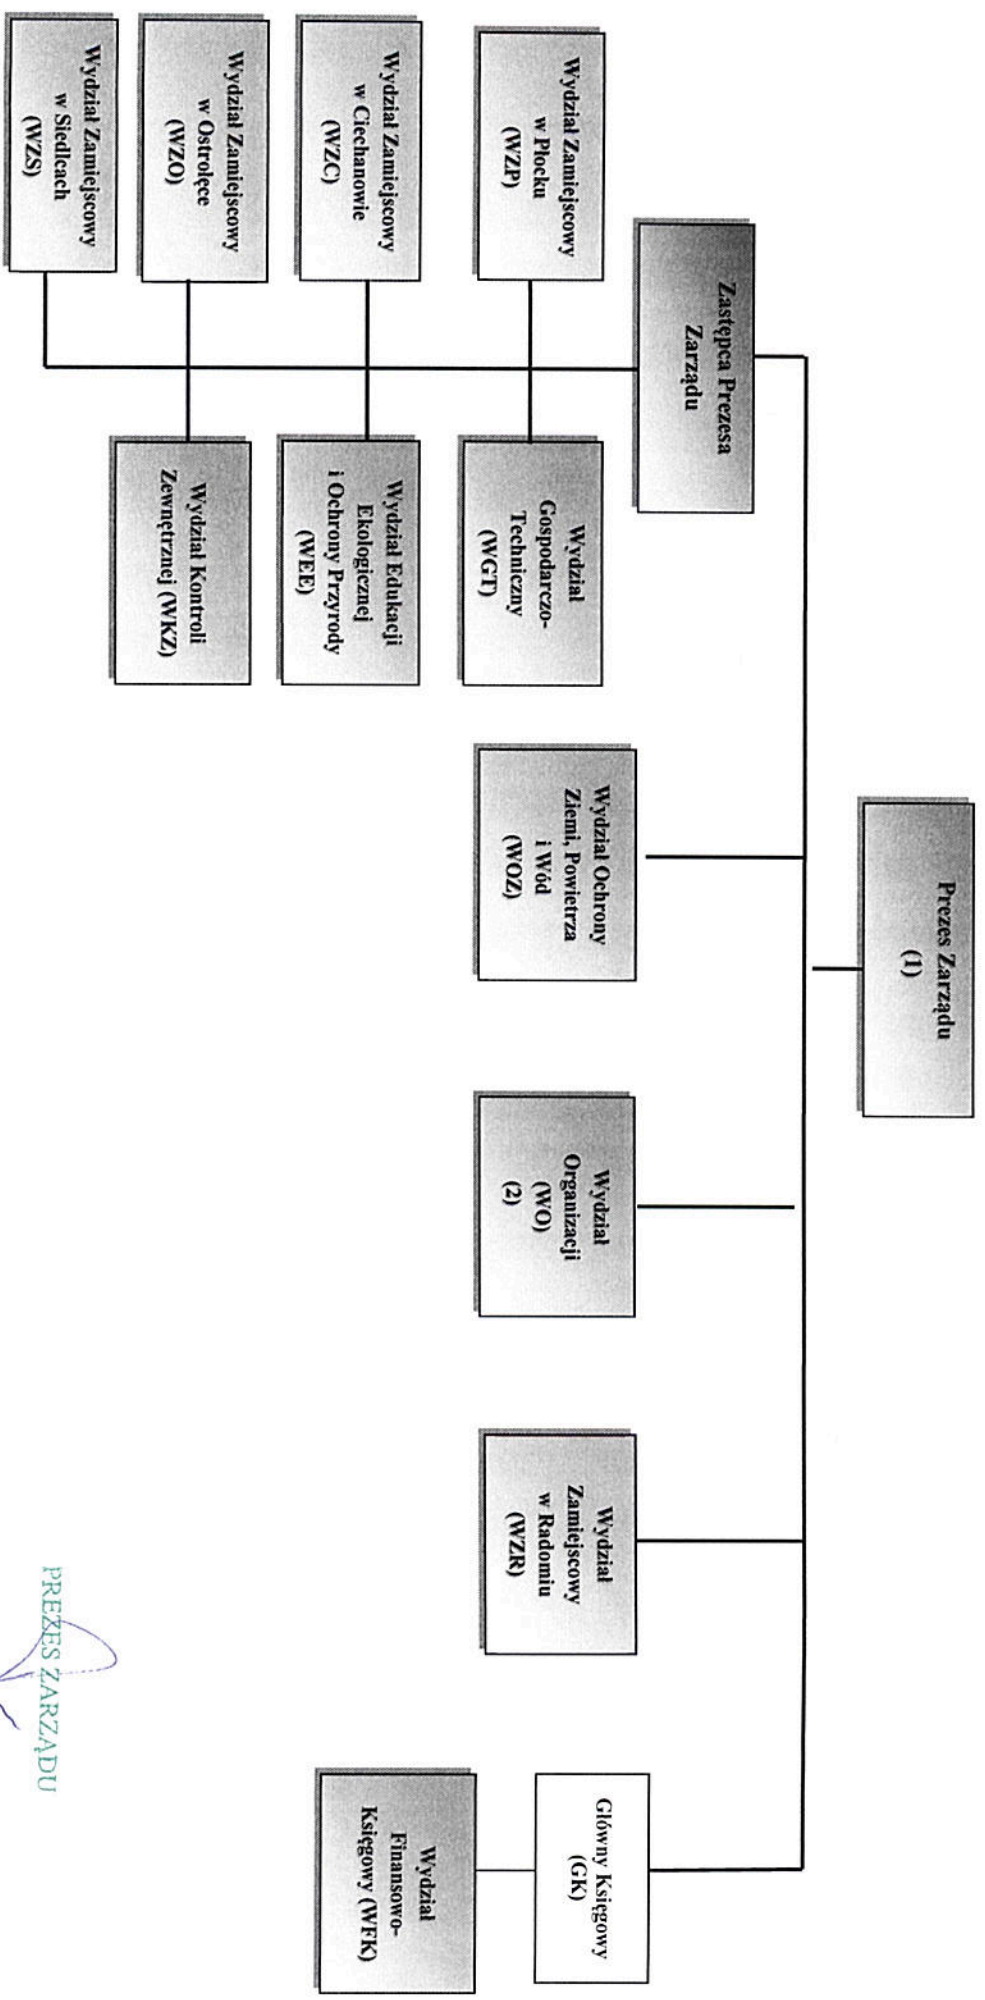 Prezes Zarządu
(1)
Zastępca Prezesa
Zarządu
Wydział Zamiejscowy
w Płocku
(WZP)
Wydział
Gospodarczo-
Techniczny
(WGT)
Wydział Zamiejscowy
w Ciechanowie
(WZC)
Wydział Edukacji
Ekologicznej
i Ochrony Przyrody
(WEE)
Wydział Zamiejscowy
w Ostrołęce
(WZO)
Wydział Kontroli
Zewnętrznej (WKZ)
Wydział Zamiejscowy
w Siedlcach
(WZS)
Wydział Ochrony
Ziemi, Powietrza
i Wód
(WOZ)
Wydział
Organizacji
(WO)
(2)
Wydział
Zamiejscowy
w Radomiu
(WZR)
Główny Księgowy
(GK)
Wydział
Finansowo-
Księgowy (WFK)
PREZES ZARZĄDU